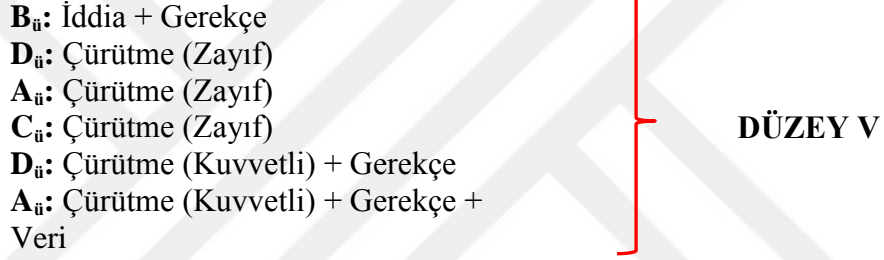 Bü: İddia + Gerekçe
Dü: Çürütme (Zayıf)
Aü: Çürütme (Zayıf)
Cü: Çürütme (Zayıf)
DÜZEY V
Dü: Çürütme (Kuvvetli) + Gerekçe
Aü: Çürütme (Kuvvetli) + Gerekçe +
Veri